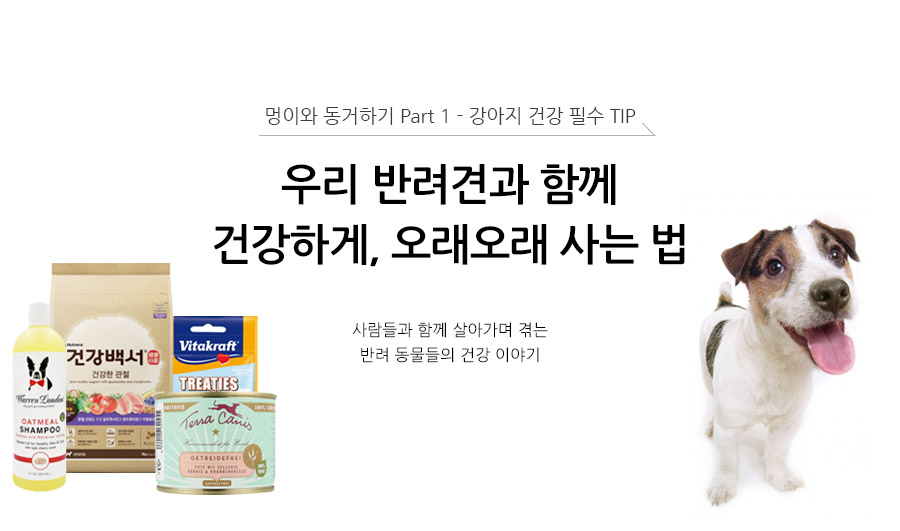 멍이와 동거하기 Part 1 - 강아지 건강 필수 TIP
우리 반려견과 함께
건강하게, 오래오래 사는 법
사람들과 함께 살아가며 겪는
반려 동물들의 건강 이야기
건강백서
건강한 관절
Vitakraft
TREATIES
Warren London
OATMEAL
SHAMPOO
Terra Canis
GETREIDEFREI
PUTE MIT SELLERIE